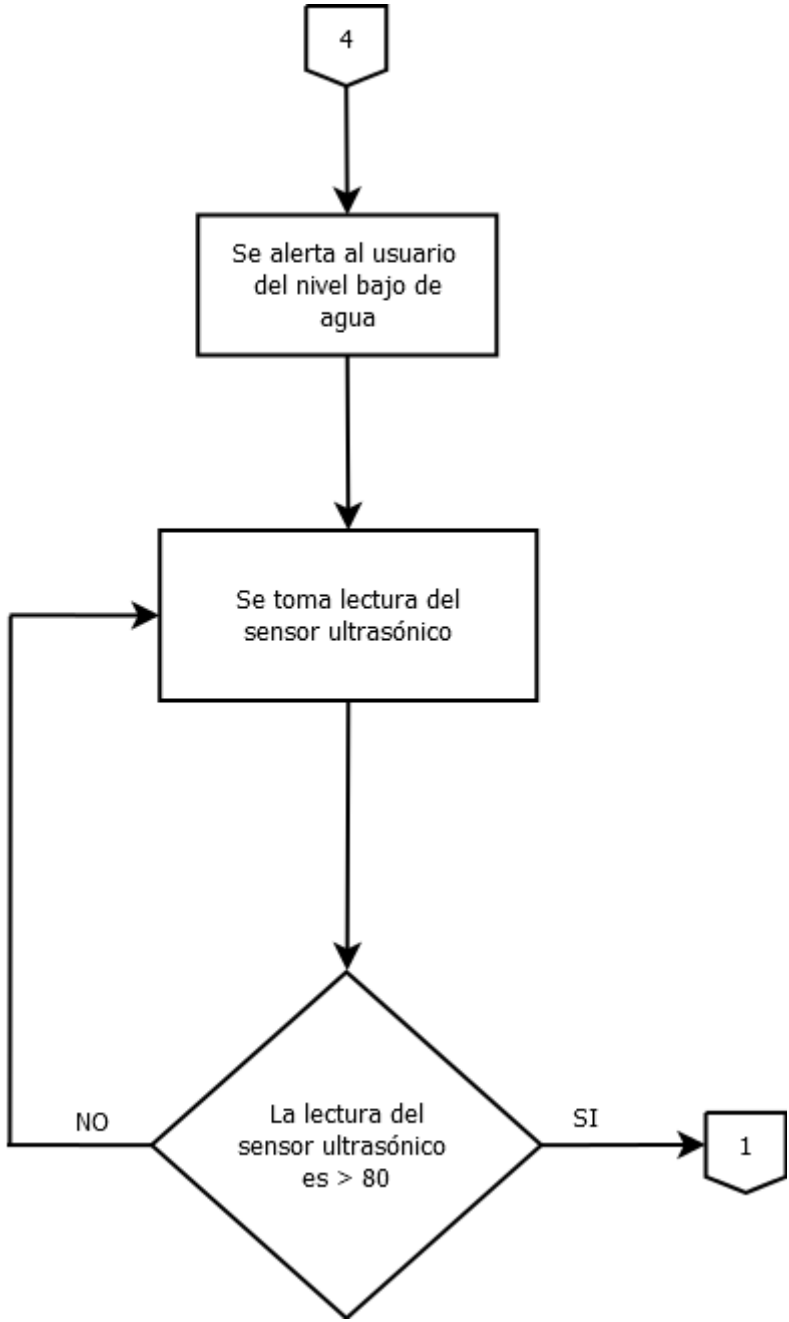 4
Se alerta al usuario
del nivel bajo de
agua
Se toma lectura del
sensor ultrasónico
La lectura del
sensor ultrasónico
es > 80
NO
SI
1